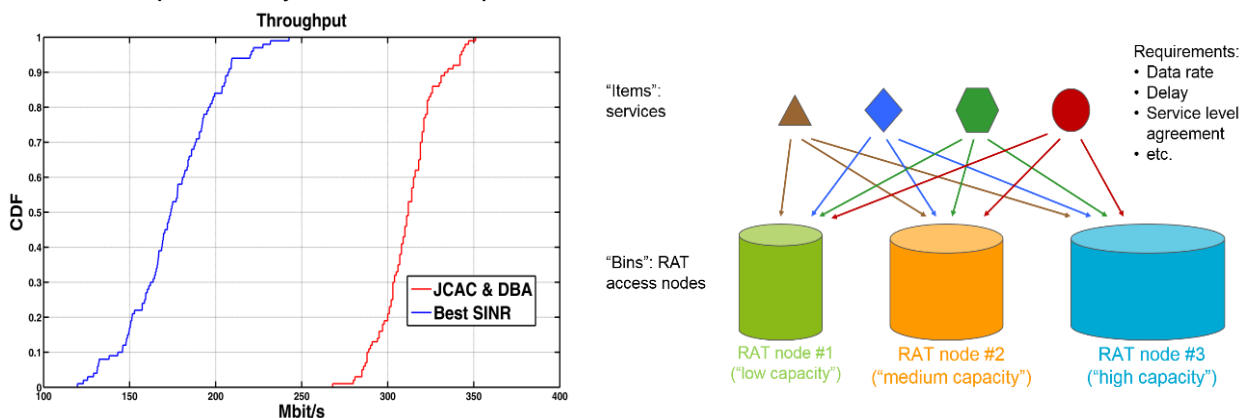 Throughput
1
0.9
0.8
0.7
0.6
0.5
0.4
0.3
0.2
0.1
0
CDF
JCAC & DBA
Best SINR
100 150 200 250 300 350 400
Mbit/s
"Items":
services
Requirements:
• Data rate
• Delay
• Service level
agreement
• etc.
"Bins": RAT
access nodes
RAT node #1
("low capacity")
RAT node #2
("medium capacity")
RAT node #3
("high capacity")